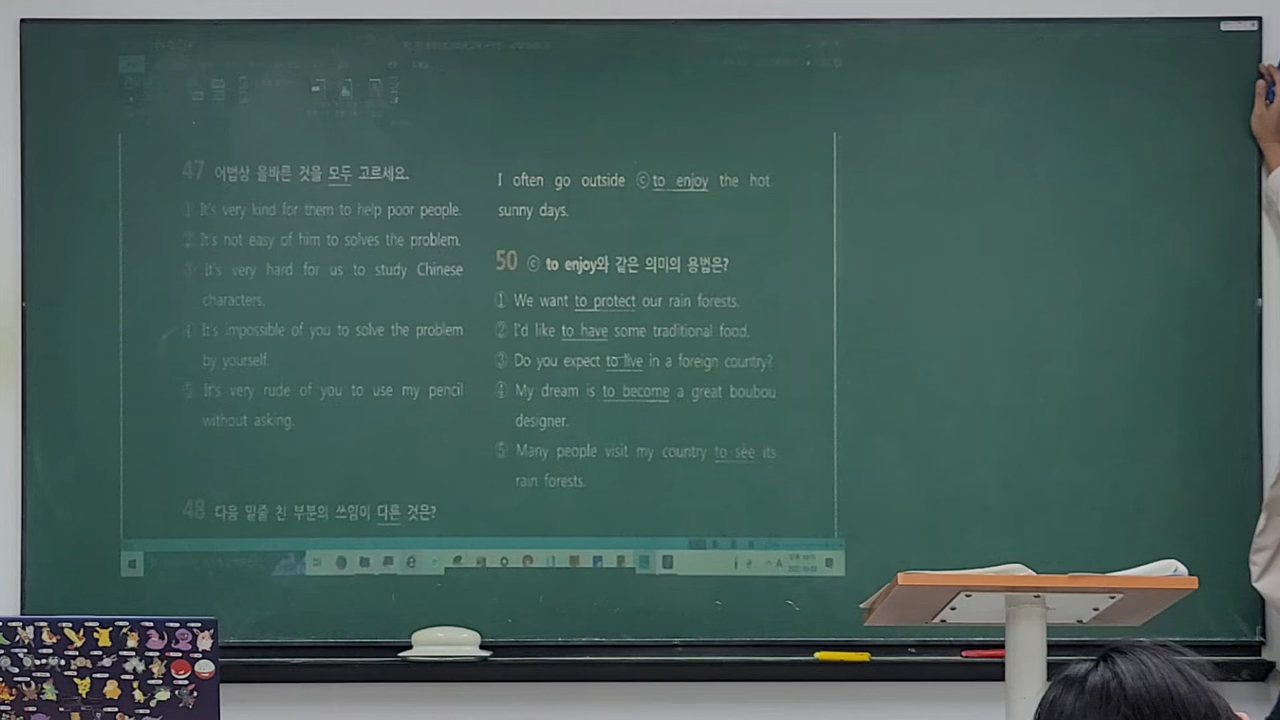 47 어법상 올바른 것을 모두 고르세요.
① It's very kind for them to help poor people.
② It's not easy of him to solves the problem.
③ It's very hard for us to study Chinese
characters.
④ It's impossible of you to solve the problem
by yourself.
⑤ It's very rude of you to use my pencil
without asking.
48 다음 밑줄 친 부분의 쓰임이 다른 것은?
I often go outside ⓒto enjoy the hot
sunny days.
50 ⓒ to enjoy와 같은 의미의 용법은?
① We want to protect our rain forests.
② I'd like to have some traditional food.
③ Do you expect to live in a foreign country?
④ My dream is to become a great boubou
designer.
⑤ Many people visit my country to see its
rain forests.